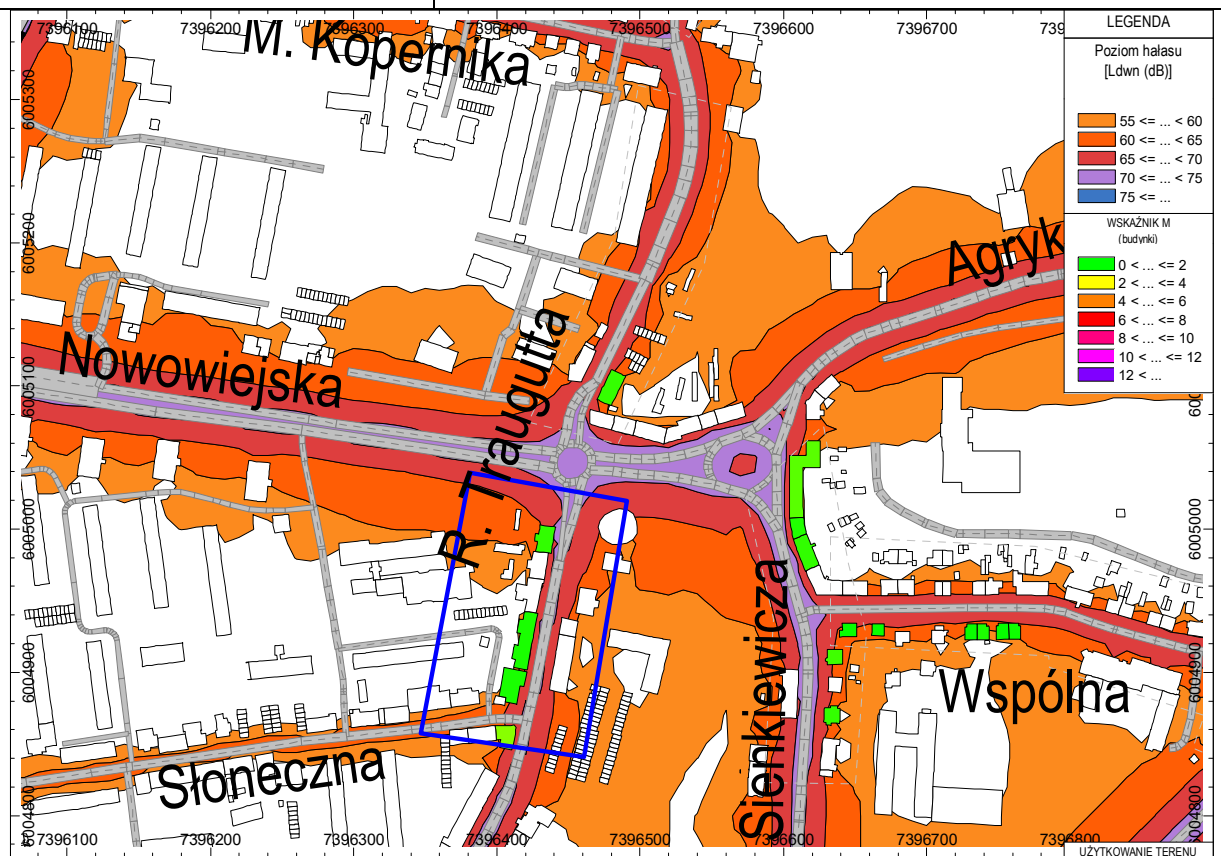 7396100 7396200 7396300 7396400 7396500 7396600 7396700
LEGENDA
Poziom hałasu
[Ldwn (dB)]
55 <= ... < 60
60 <= ... < 65
65 <= ... < 70
70 <= ... < 75
75 <= ...
WSKAŹNIK M
(budynki)
0 < ... <= 2
2 < ... <= 4
4 < ... <= 6
6 < ... <= 8
8 < ... <= 10
10 < ... <= 12
12 < ...
M. Kopernika
6005300
6005200
Agryk
Nowowiejska
6005100
R. Traugutta
6005000
6005000
6004900
6004900
Sienkiewicza
Wspólna
Słoneczna
6004800
6004800
7396100 7396200 7396300 7396400 7396500 7396600 7396700 7396800
UŻYTKOWANIE TERENU